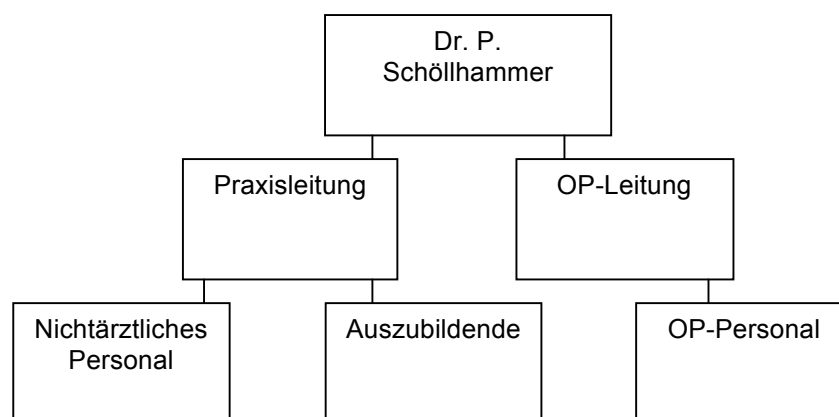 Dr. P.
Schöllhammer
Praxisleitung
OP-Leitung
Nichtärztliches
Personal
Auszubildende
OP-Personal